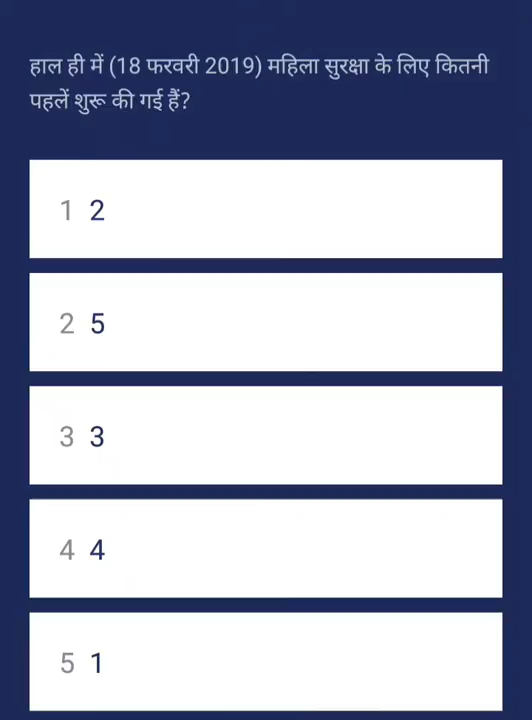 हाल ही में (18 फरवरी 2019) महिला सुरक्षा के लिए कितनी
पहलें शुरू की गई हैं?
1 2
2 5
3 3
4 4
5 1